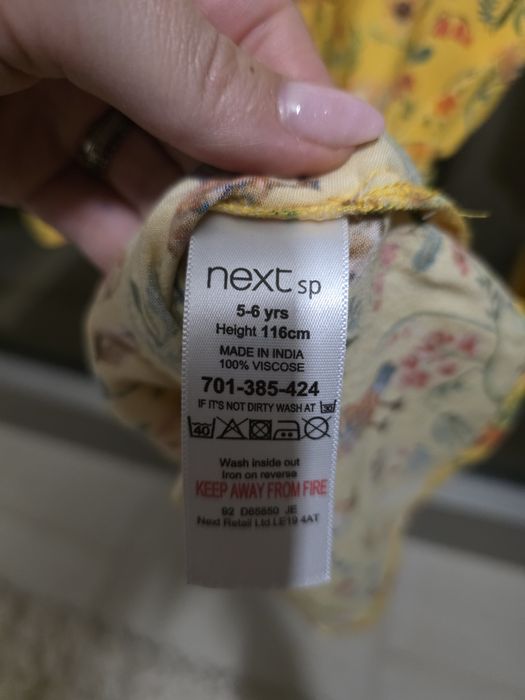 next sp
5-6 yrs
Height 116cm
MADE IN INDIA
100% VISCOSE
701-385-424
IF IT'S NOT DIRTY WASH AT 30
40
Wash inside out
Iron on reverse
KEEP AWAY FROM FIRE
92 D65650 JE
Next Retail Ltd LE19 4AT